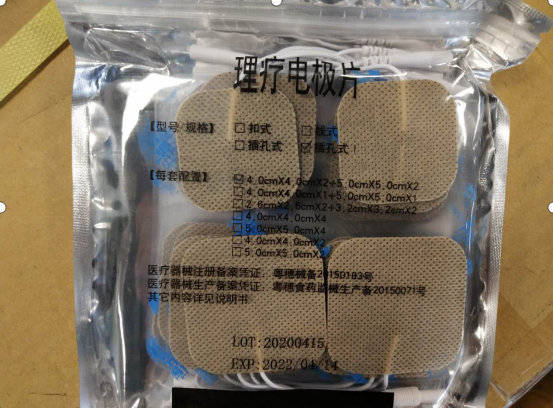 理疗电极片
【型号/规格】 □扣式 □线式
□插孔式 ☑插孔式
【每套配置】 ☑4.0cmX4.0cmX2+5.0cmX5.0cmX2
□4.0cmX4.0cmX1+5.0cmX5.0cmX1
□2.6cmX2.6cmX2+3.2cmX3.2cmX2
□4.0cmX4.0cmX4
□5.0cmX5.0cmX4
□4.0cmX4.0cmX2
□5.0cmX5.0cmX2
医疗器械注册备案凭证: 粤穗械备20150183号
医疗器械生产备案凭证: 粤穗食药监械生产备20150071号
其它内容详见说明书
LOT:20200415
EXP:2022/04/14